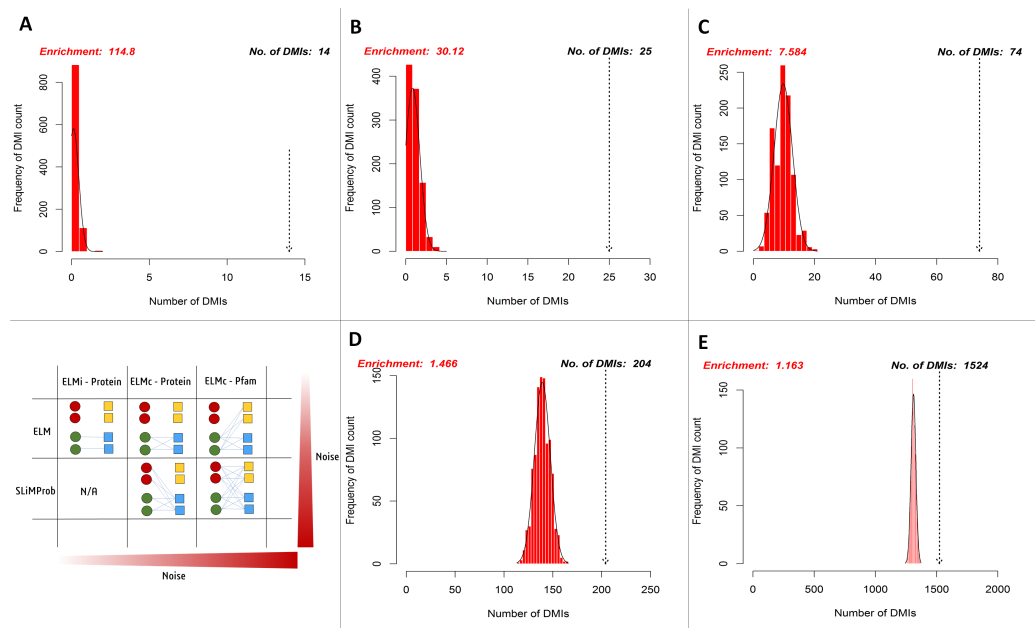 A
Enrichment: 114.8 No. of DMIs: 14
Frequency of DMI count
0 200 400 600 800
0 5 10 15
Number of DMIs
B
Enrichment: 30.12 No. of DMIs: 25
Frequency of DMI count
0 100 200 300 400
0 5 10 15 20 25 30
Number of DMIs
C
Enrichment: 7.584 No. of DMIs: 74
Frequency of DMI count
0 50 100 150 200 250
0 20 40 60 80
Number of DMIs
ELMi - Protein ELMc - Protein ELMc - Pfam
ELM
SLiMProb N/A
Noise
Noise
D
Enrichment: 1.466 No. of DMIs: 204
Frequency of DMI count
0 50 100 150
0 50 100 150 200 250
Number of DMIs
E
Enrichment: 1.163 No. of DMIs: 1524
Frequency of DMI count
0 50 100 150
0 500 1000 1500 2000
Number of DMIs